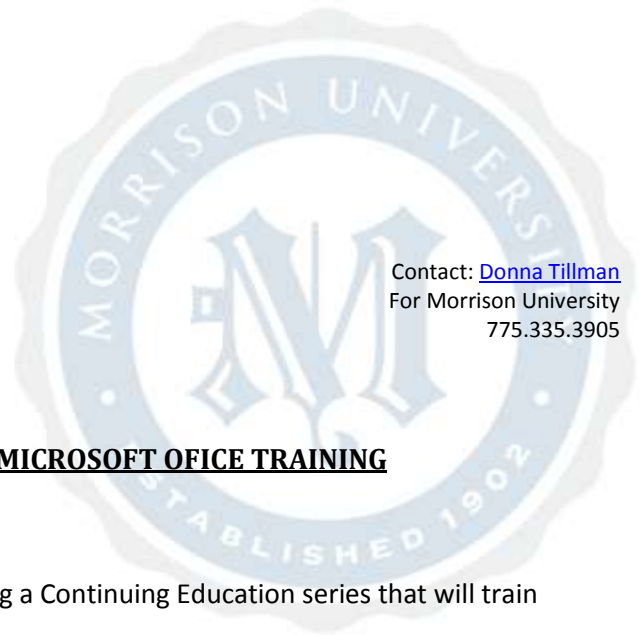 MORRISON UNIVERSITY
Contact: Donna Tillman
For Morrison University
775.335.3905
M
MICROSOFT OFICE TRAINING
ESTABLISHED 1902
g a Continuing Education series that will train